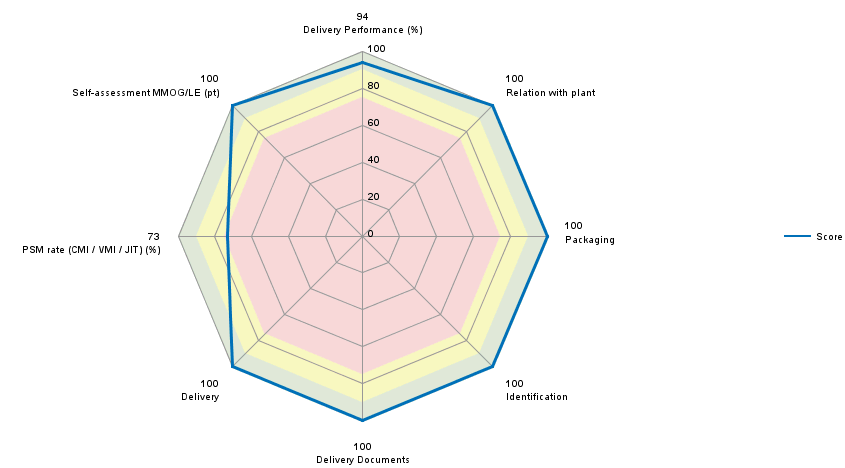 94
Delivery Performance (%)
100
100
Self-assessment MMOG/LE (pt)
100
Relation with plant
80
60
40
20
0
73
PSM rate (CMI / VMI / JIT) (%)
100
Packaging
Score
100
Delivery
100
Identification
100
Delivery Documents